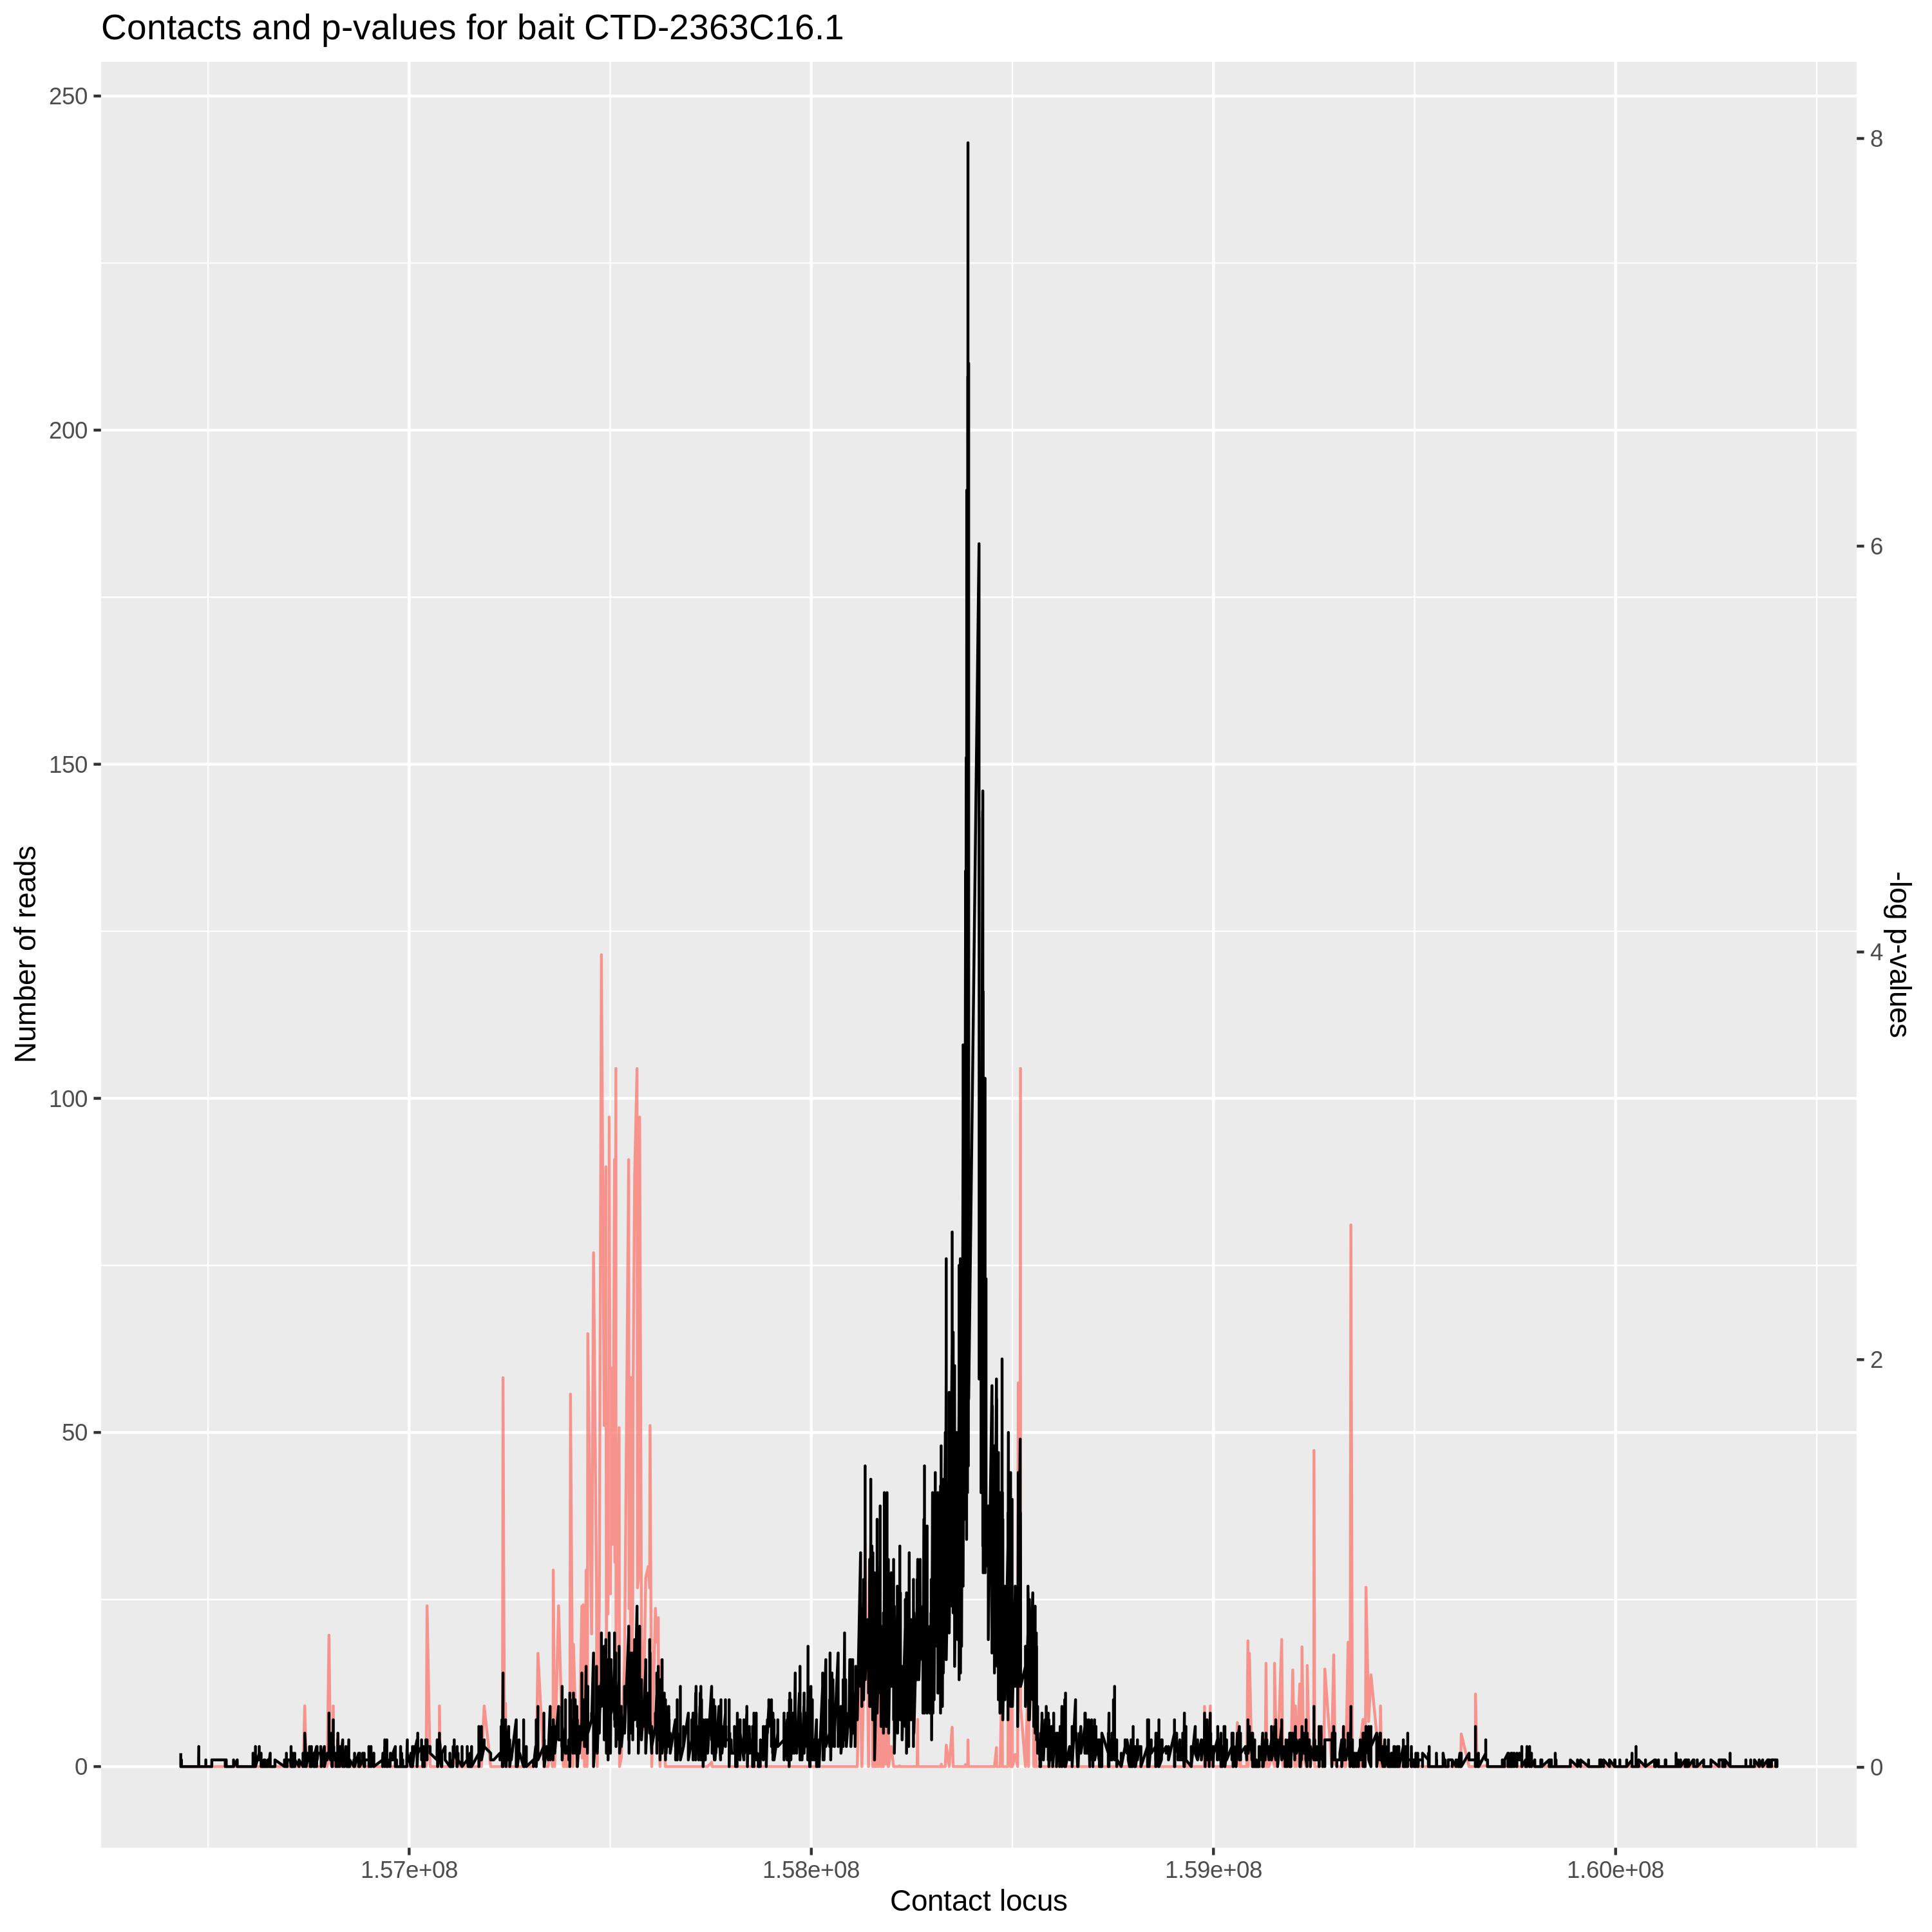 Contacts and p-values for bait CTD-2363C16.1
250
200
150
100
50
0
Number of reads
8
6
4
2
0
-log p-values
1.57e+08
1.58e+08
1.59e+08
1.60e+08
Contact locus